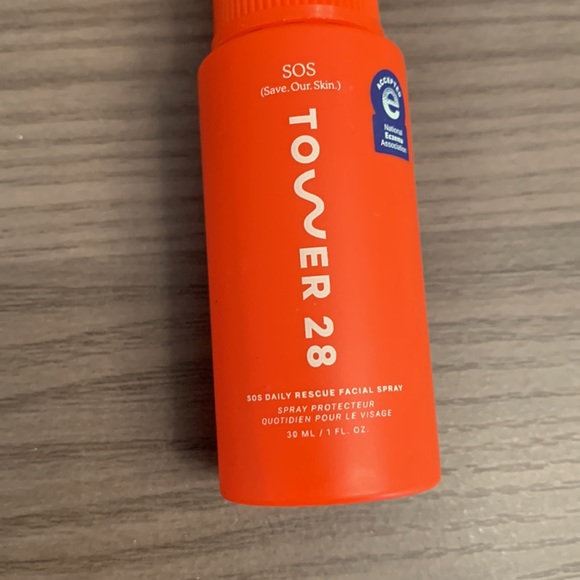 SOS
(Save. Our. Skin.)
ACCEPTED
e
National
Eczema
Association
TOWER 28
SOS DAILY RESCUE FACIAL SPRAY
SPRAY PROTECTEUR
QUOTIDIEN POUR LE VISAGE
30 ML / 1 FL. OZ.